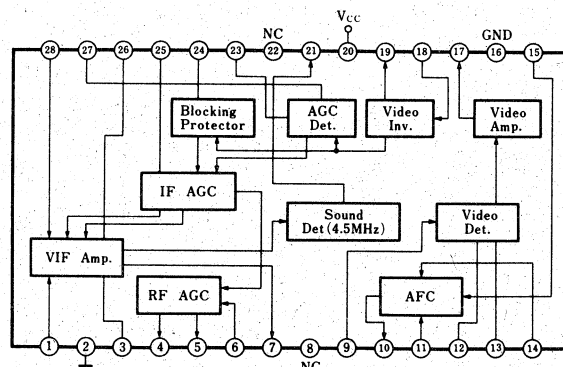 NC
V_CC
GND
28 27 26 25 24 23 22 21 20 19 18 17 16 15
Blocking
Protector
AGC
Det.
Video
Inv.
Video
Amp.
IF AGC
Sound
Det (4.5MHz)
Video
Det.
VIF Amp.
RF AGC
AFC
1 2 3 4 5 6 7 8 9 10 11 12 13 14
NC